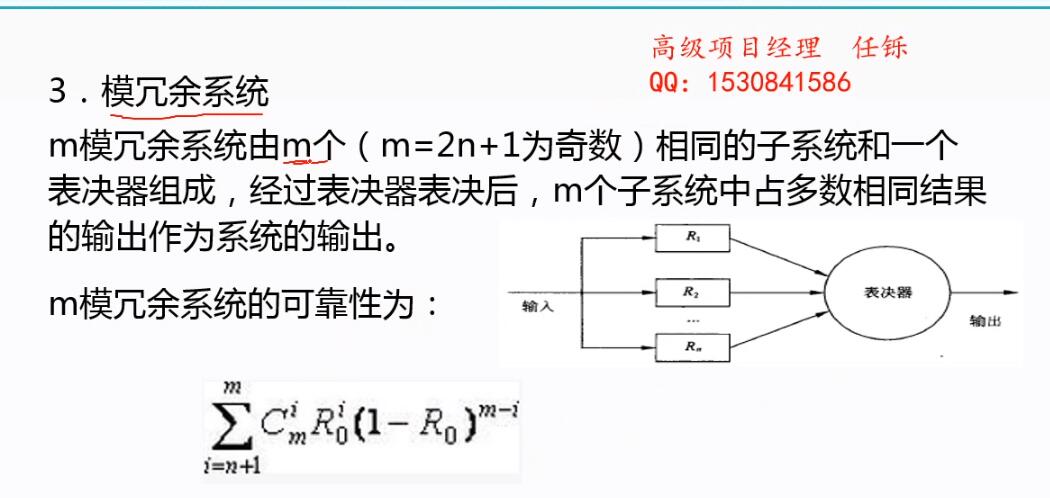 高级项目经理 任铄
QQ: 1530841586
3．模冗余系统
m模冗余系统由m个（m=2n+1为奇数）相同的子系统和一个
表决器组成，经过表决器表决后，m个子系统中占多数相同结果
的输出作为系统的输出。
m模冗余系统的可靠性为：
输入
R₁
R₂
...
Rₙ
表决器
输出
m
∑ C_m^i R_0^i (1 − R_0)^{m−i}
i=n+1